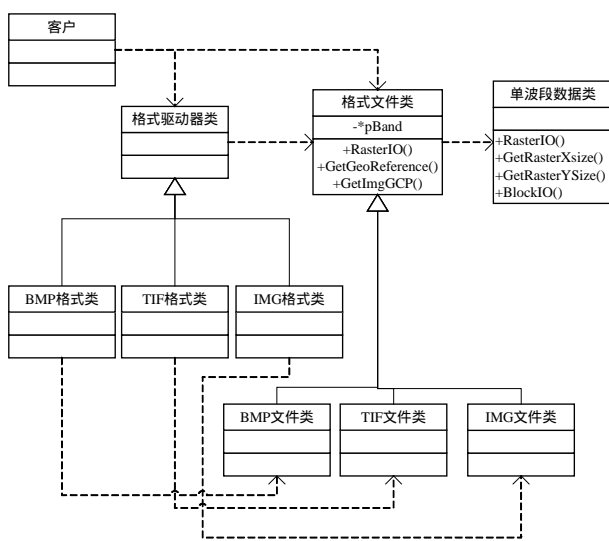 客户
格式驱动器类
格式文件类
-*pBand
+RasterIO()
+GetGeoReference()
+GetImgGCP()
单波段数据类
+RasterIO()
+GetRasterXsize()
+GetRasterYSize()
+BlockIO()
BMP格式类
TIF格式类
IMG格式类
BMP文件类
TIF文件类
IMG文件类